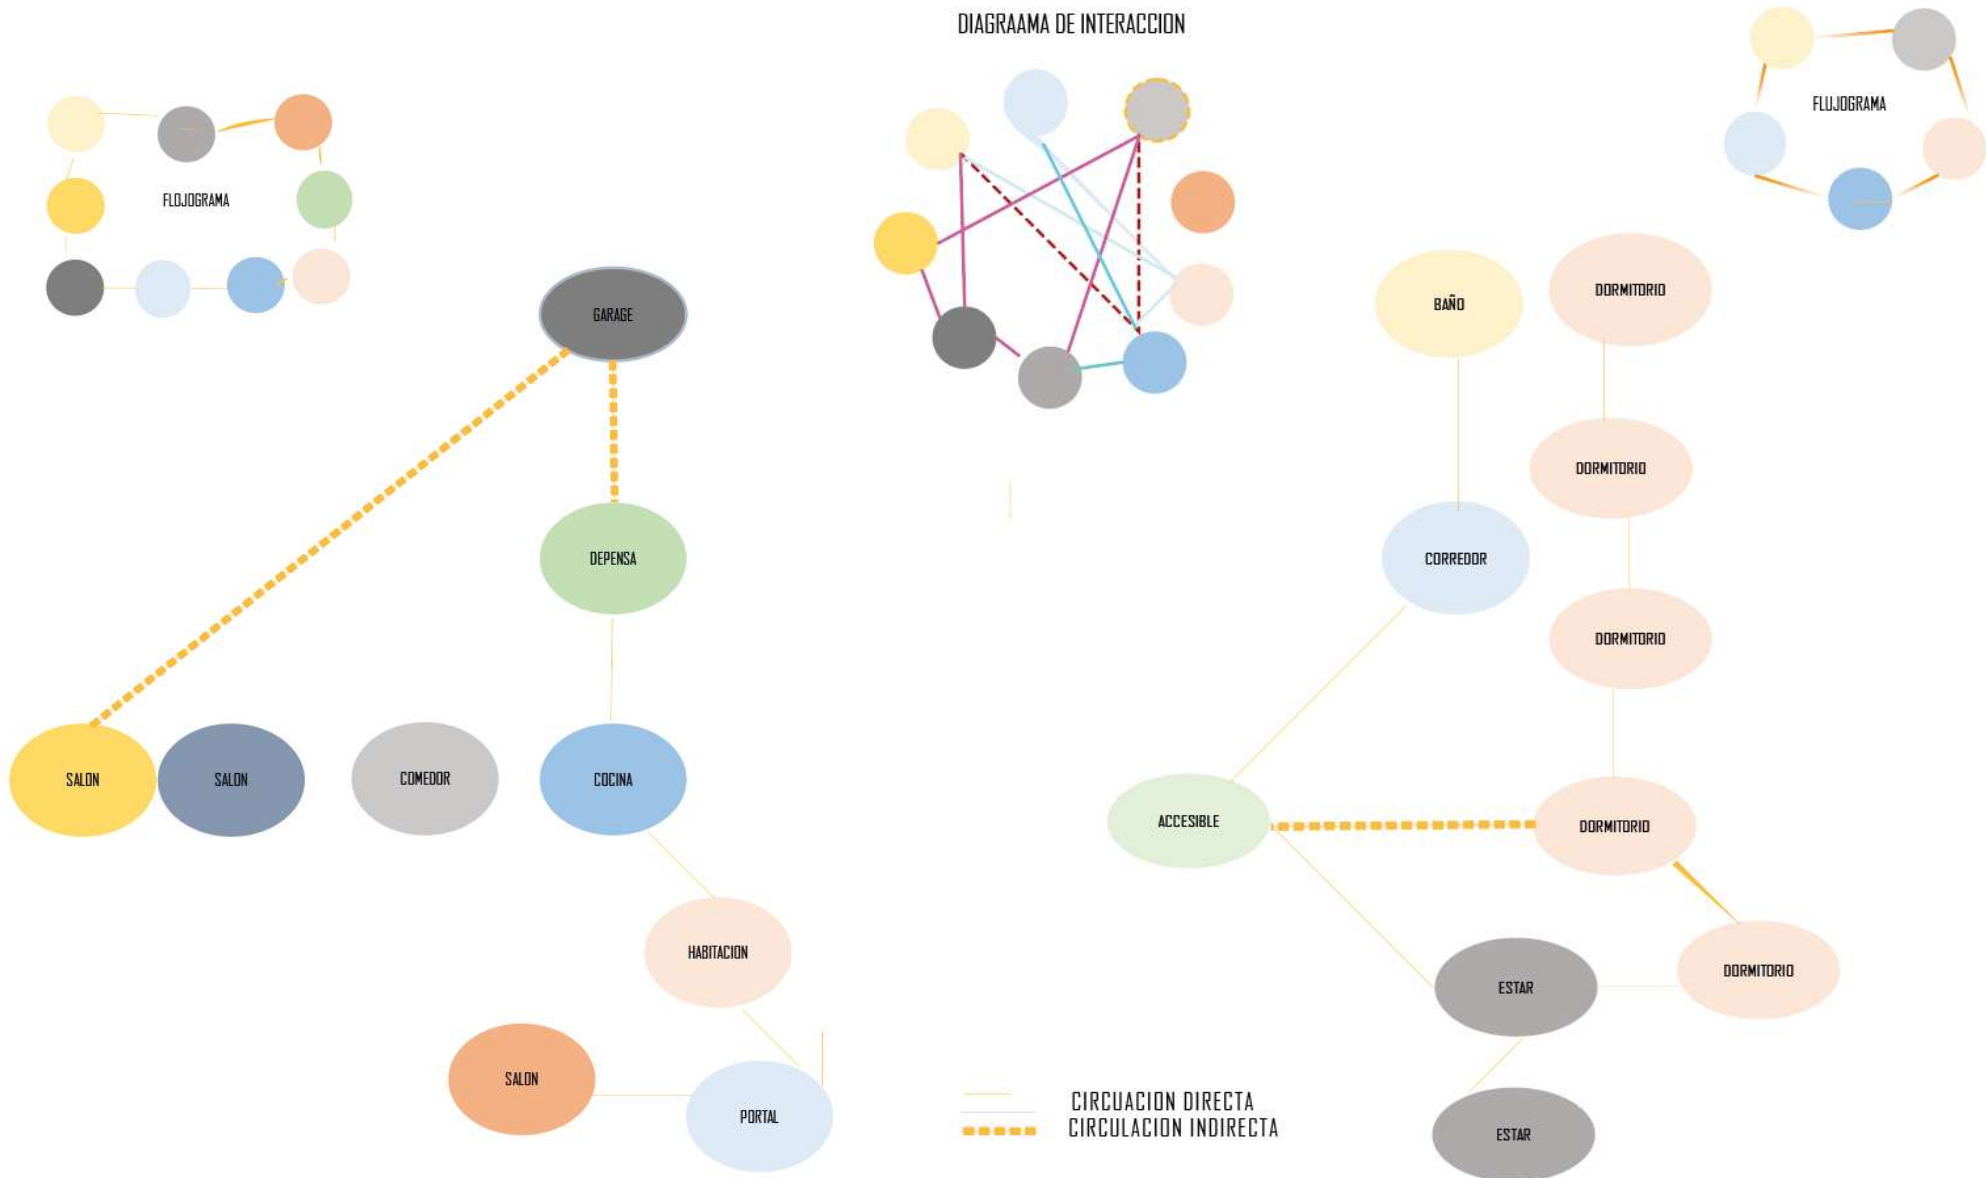 DIAGRAAMA DE INTERACCION
FLOJOGRAMA
FLUJOGRAMA
GARAGE
DEPENSA
SALON
SALON
COMEDOR
COCINA
HABITACION
SALON
PORTAL
BAÑO
DORMITORIO
DORMITORIO
CORREDOR
DORMITORIO
ACCESIBLE
DORMITORIO
DORMITORIO
ESTAR
ESTAR
CIRCUACION DIRECTA
CIRCULACION INDIRECTA